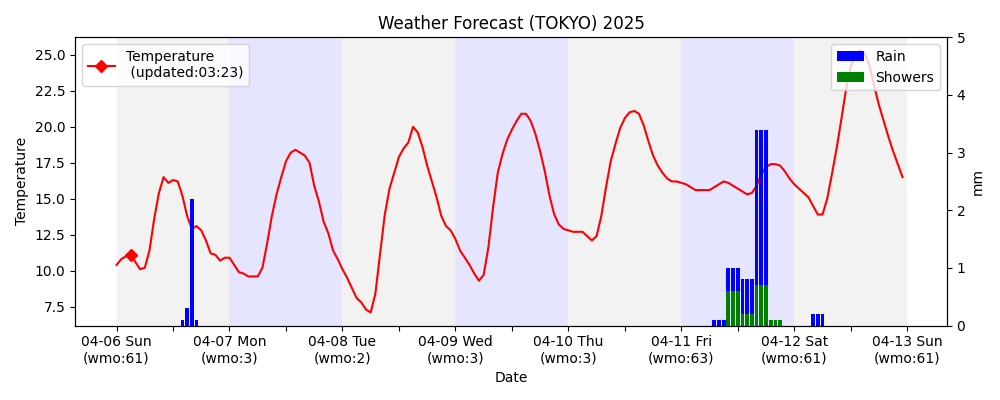 Weather Forecast (TOKYO) 2025
Temperature
(updated:03:23)
Rain
Showers
25.0
22.5
20.0
17.5
15.0
12.5
10.0
7.5
Temperature
5
4
3
2
1
0
mm
04-06 Sun
(wmo:61)
04-07 Mon
(wmo:3)
04-08 Tue
(wmo:2)
04-09 Wed
(wmo:3)
04-10 Thu
(wmo:3)
04-11 Fri
(wmo:63)
04-12 Sat
(wmo:61)
04-13 Sun
(wmo:61)
Date